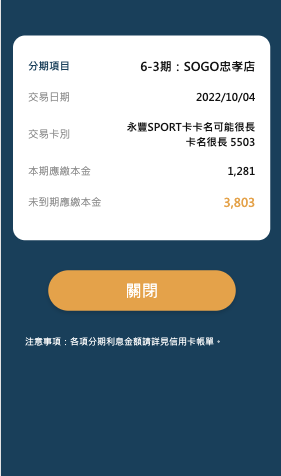 分期項目 6-3期：SOGO忠孝店
交易日期 2022/10/04
交易卡別 永豐SPORT卡卡名可能很長
卡名很長 5503
本期應繳本金 1,281
未到期應繳本金 3,803
關閉
注意事項：各項分期利息金額請詳見信用卡帳單。